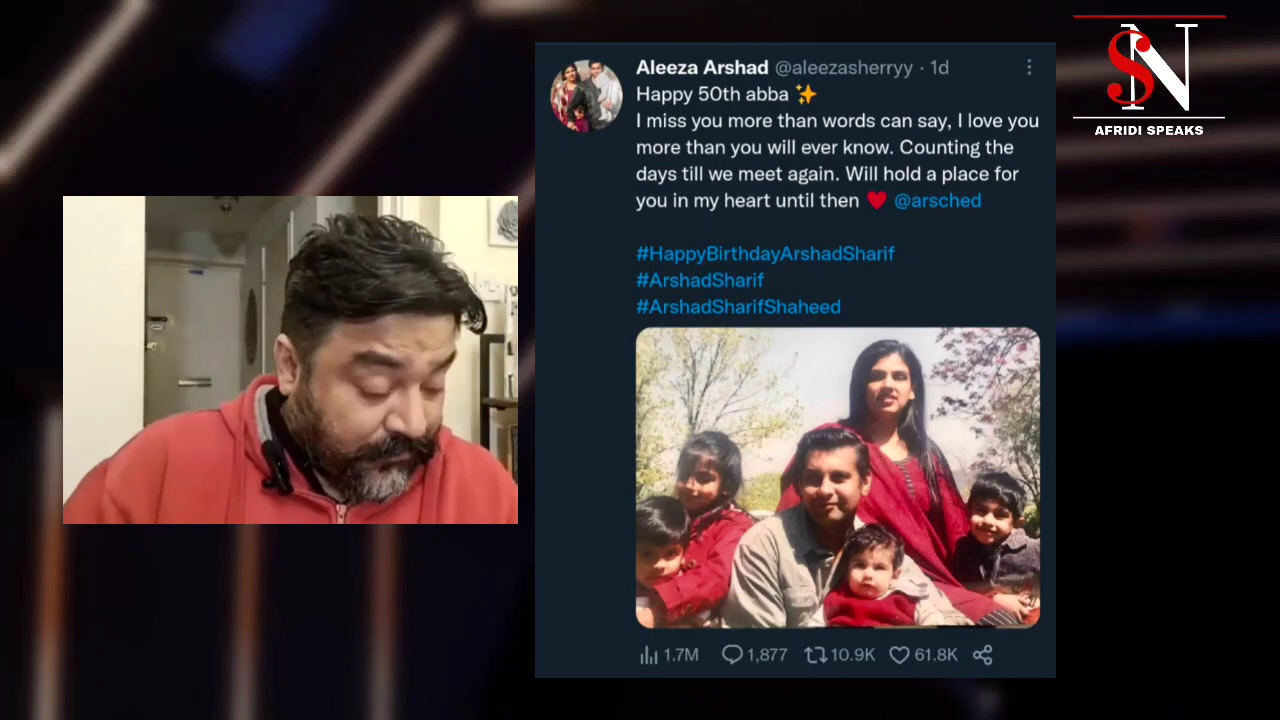 Aleeza Arshad @aleezasherryy · 1d
Happy 50th abba ✨
I miss you more than words can say, I love you
more than you will ever know. Counting the
days till we meet again. Will hold a place for
you in my heart until then ♥️ @arsched
#HappyBirthdayArshadSharif
#ArshadSharif
#ArshadSharifShaheed
1.7M 1,877 10.9K 61.8K
SN
AFRIDI SPEAKS